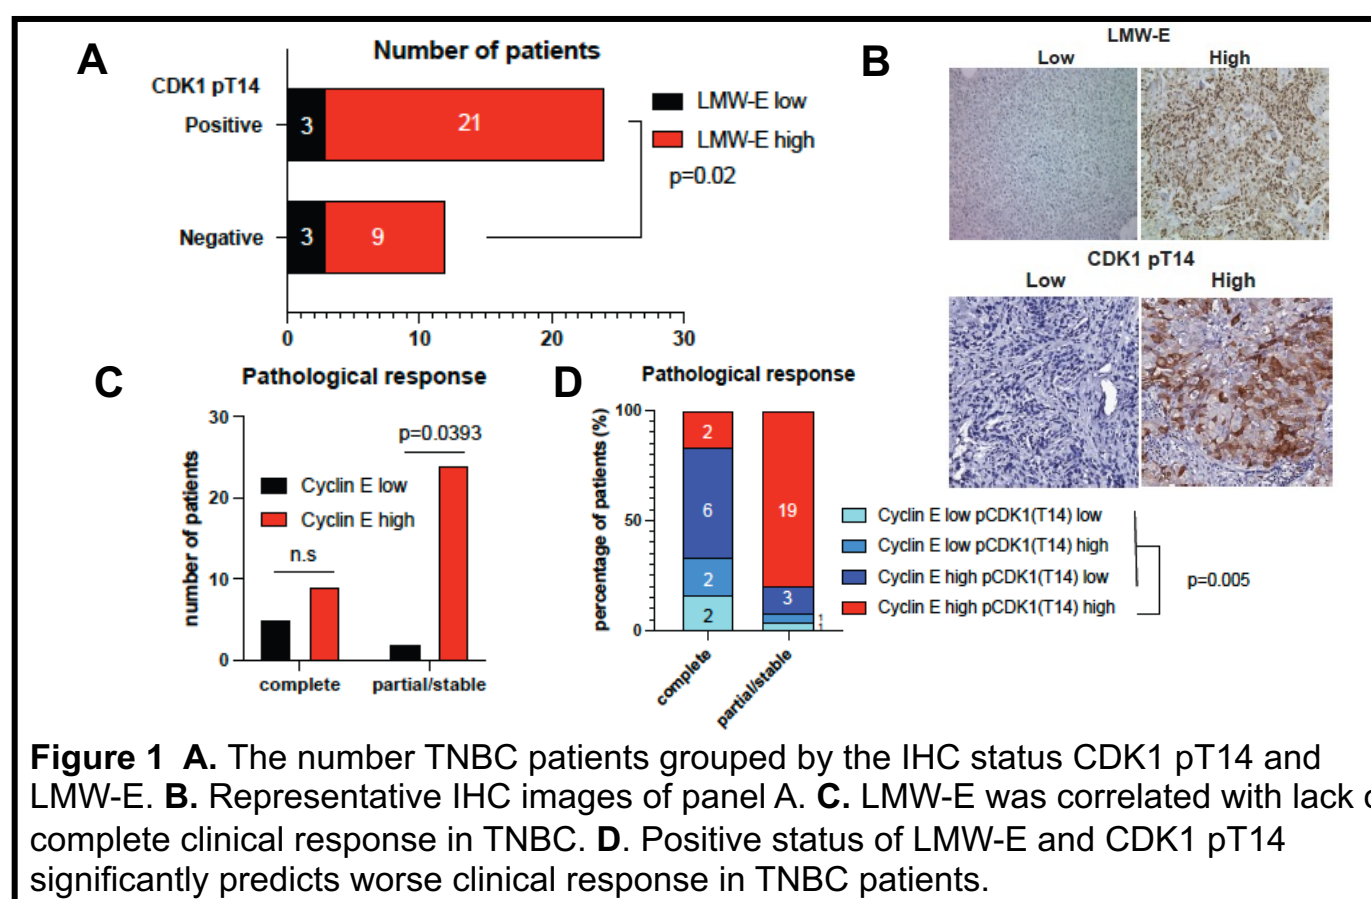 A
Number of patients
CDK1 pT14
Positive
3
21
Negative
3
9
LMW-E low
LMW-E high
p=0.02
0
10
20
30
B
LMW-E
Low
High
CDK1 pT14
Low
High
C
Pathological response
number of patients
30
20
10
0
p=0.0393
Cyclin E low
Cyclin E high
n.s
complete
partial/stable
D
Pathological response
percentage of patients (%)
100
50
0
2
6
2
2
19
3
1
1
complete
partial/stable
Cyclin E low pCDK1(T14) low
Cyclin E low pCDK1(T14) high
Cyclin E high pCDK1(T14) low
Cyclin E high pCDK1(T14) high
p=0.005
Figure 1 A. The number TNBC patients grouped by the IHC status CDK1 pT14 and
LMW-E. B. Representative IHC images of panel A. C. LMW-E was correlated with lack
complete clinical response in TNBC. D. Positive status of LMW-E and CDK1 pT14
significantly predicts worse clinical response in TNBC patients.